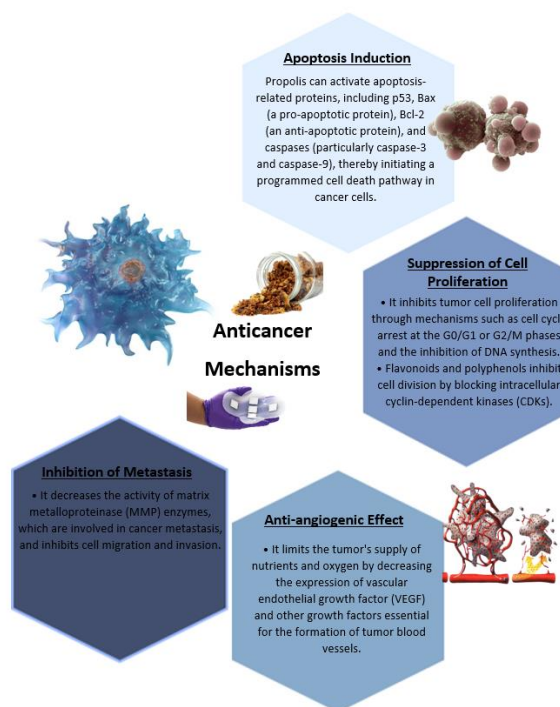 Apoptosis Induction
Propolis can activate apoptosis-
related proteins, including p53, Bax
(a pro-apoptotic protein), Bcl-2
(an anti-apoptotic protein), and
caspases (particularly caspase-3
and caspase-9), thereby initiating a
programmed cell death pathway in
cancer cells.
Suppression of Cell
Proliferation
• It inhibits tumor cell proliferation
through mechanisms such as cell cycle
arrest at the G0/G1 or G2/M phases
and the inhibition of DNA synthesis.
• Flavonoids and polyphenols inhibit
cell division by blocking intracellular
cyclin-dependent kinases (CDKs).
Anticancer
Mechanisms
Inhibition of Metastasis
• It decreases the activity of matrix
metalloproteinase (MMP) enzymes,
which are involved in cancer metastasis,
and inhibits cell migration and invasion.
Anti-angiogenic Effect
• It limits the tumor's supply of
nutrients and oxygen by decreasing
the expression of vascular
endothelial growth factor (VEGF)
and other growth factors essential
for the formation of tumor blood
vessels.